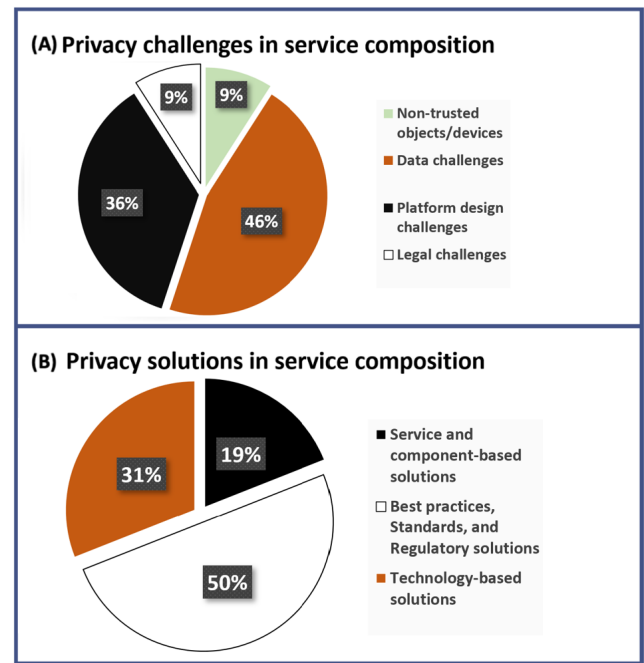 (A) Privacy challenges in service composition
9%
9%
36%
46%
Non-trusted
objects/devices
Data challenges
Platform design
challenges
Legal challenges
(B) Privacy solutions in service composition
31%
19%
50%
Service and
component-based
solutions
Best practices,
Standards, and
Regulatory solutions
Technology-based
solutions